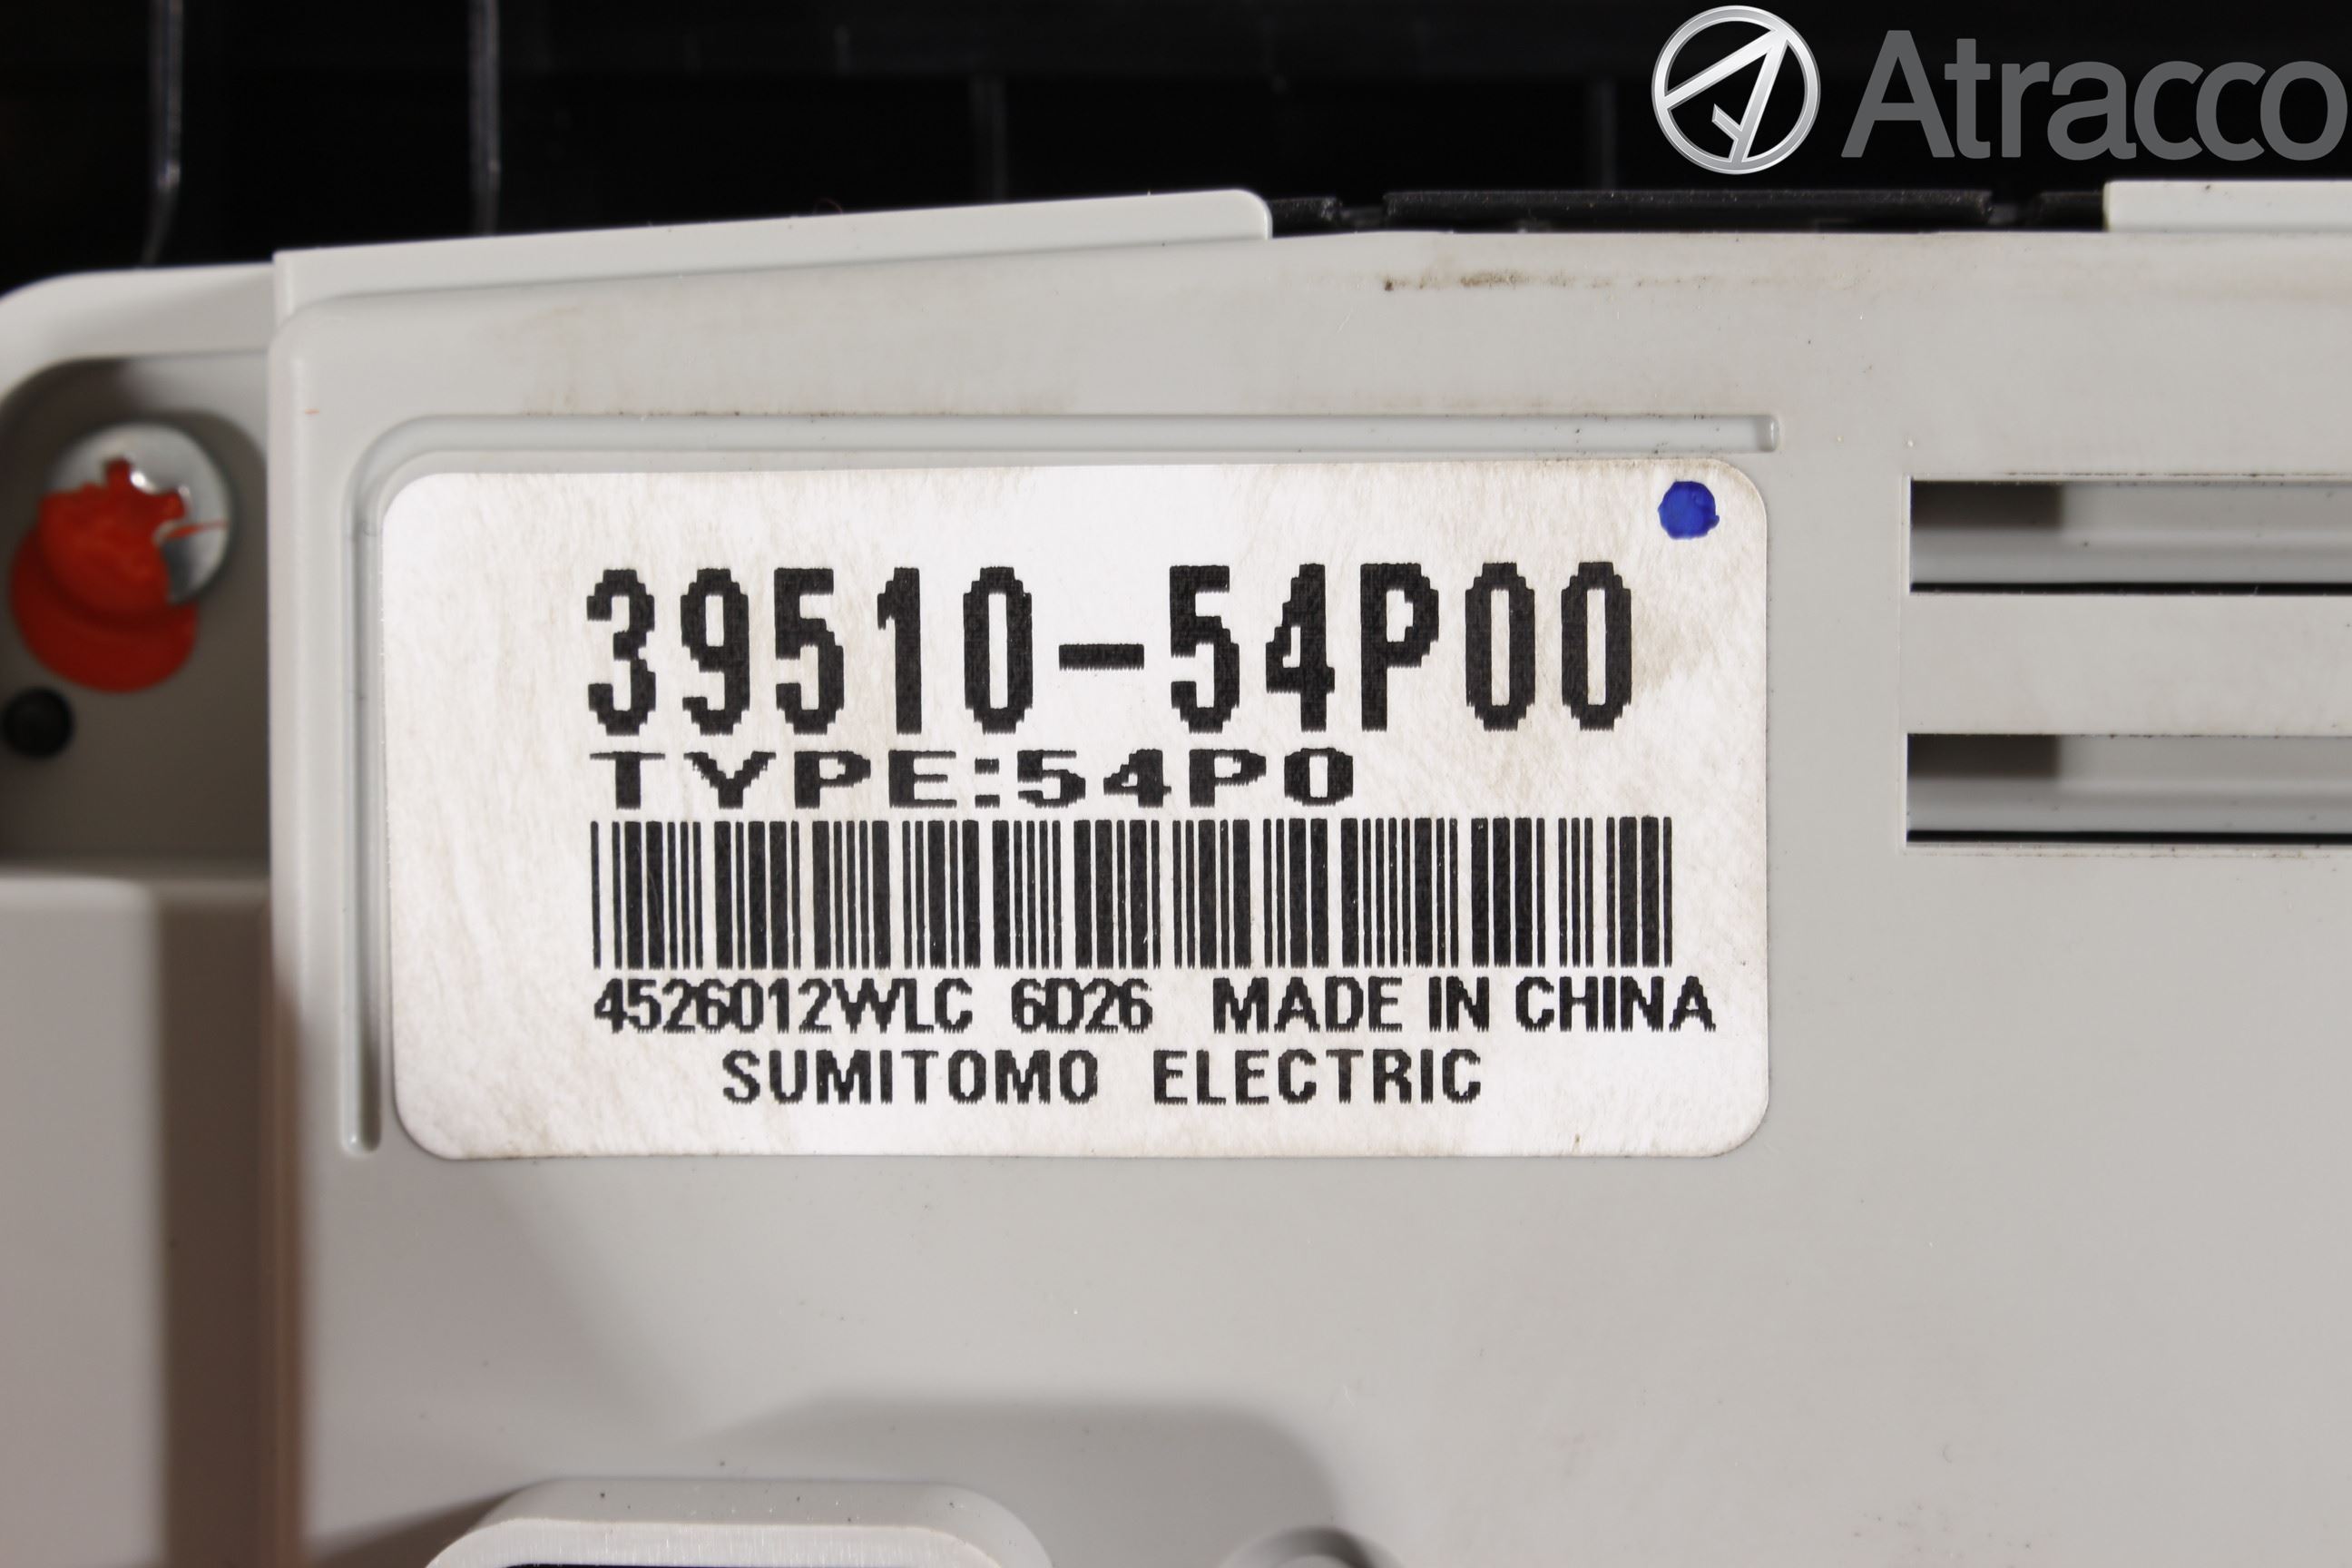 Atracco
39510-54P00
TYPE:54P0
4526012WLC 6D26 MADE IN CHINA
SUMITOMO ELECTRIC